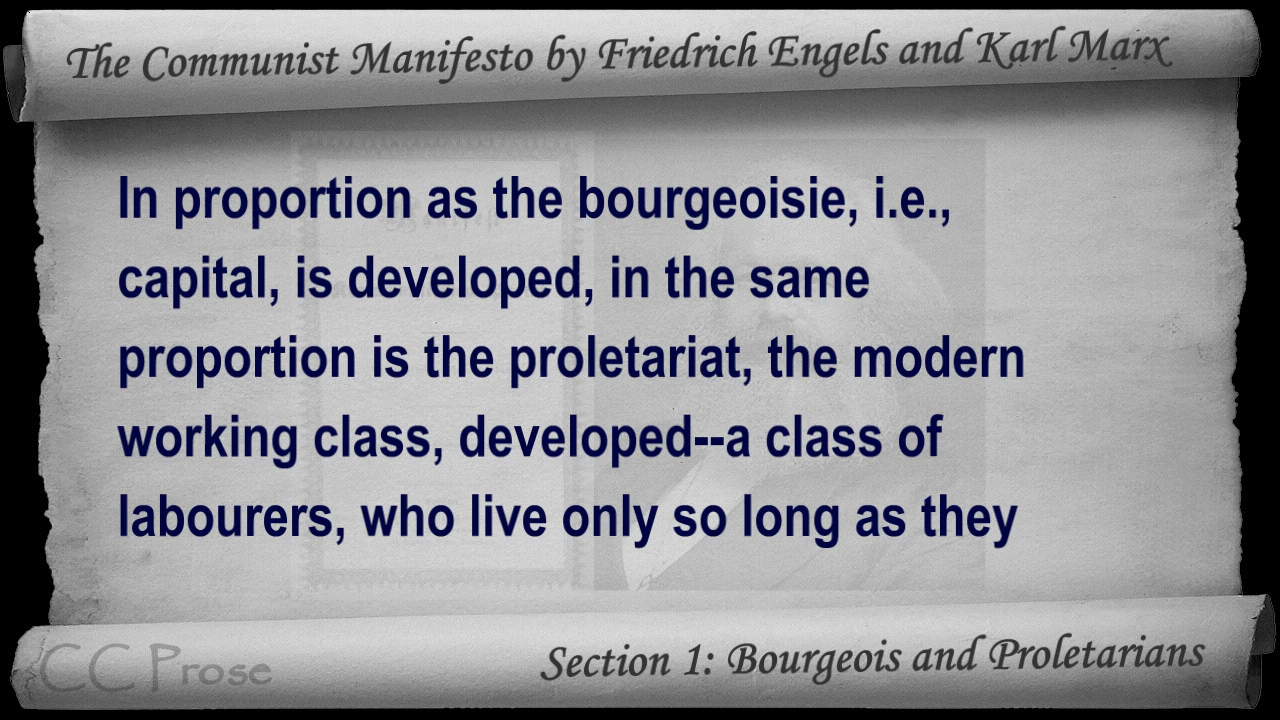 The Communist Manifesto by Friedrich Engels and Karl Marx
In proportion as the bourgeoisie, i.e.,
capital, is developed, in the same
proportion is the proletariat, the modern
working class, developed--a class of
labourers, who live only so long as they
CC Prose
Section 1: Bourgeois and Proletarians